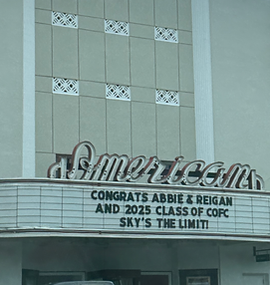 American
CONGRATS ABBIE & REIGAN
AND 2025 CLASS OF COFC
SKY'S THE LIMIT!